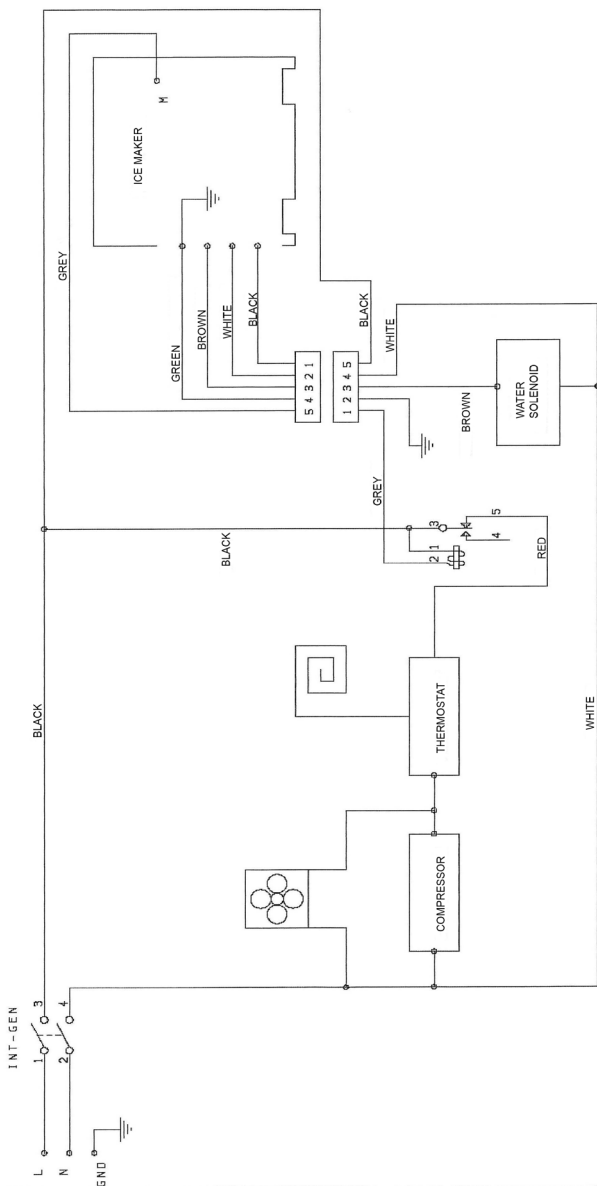 L
N
GND
INT-GEN
1
2
3
4
BLACK
WHITE
COMPRESSOR
THERMOSTAT
BLACK
RED
2 1
3
4
5
GREY
BROWN
WATER
SOLENOID
1 2 3 4 5
5 4 3 2 1
BLACK
WHITE
GREEN
BROWN
WHITE
BLACK
GREY
ICE MAKER
M